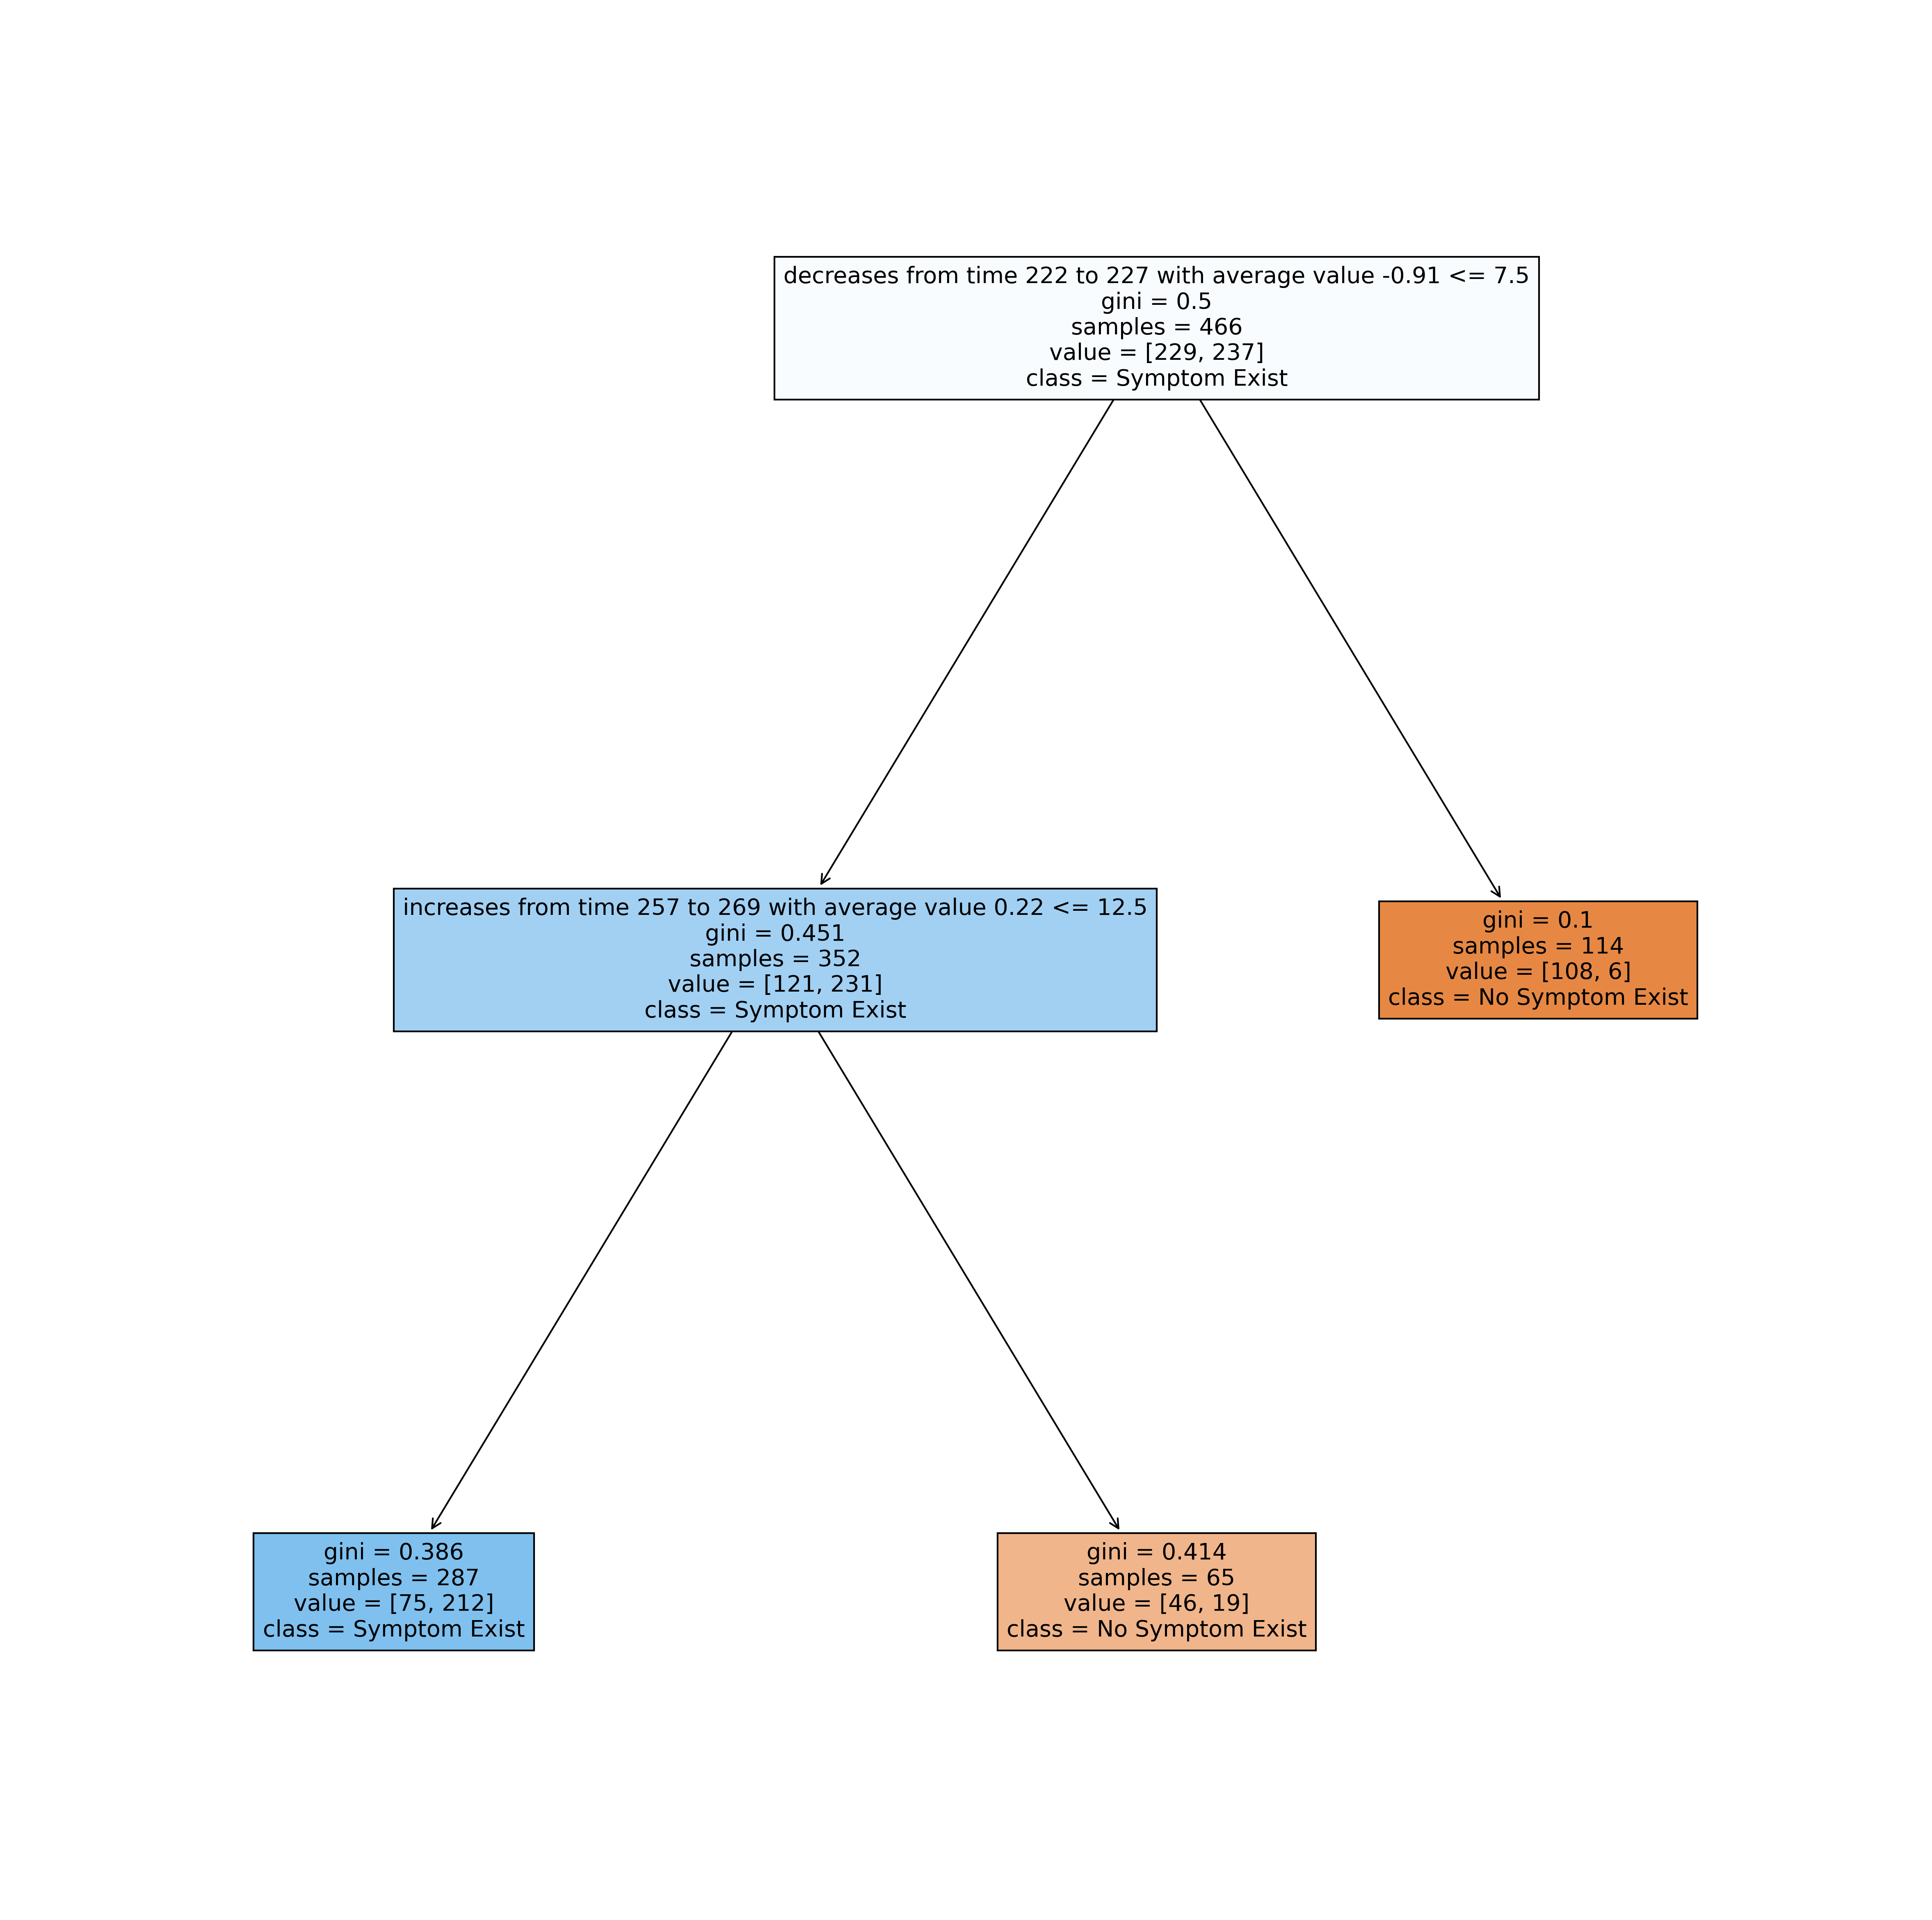 decreases from time 222 to 227 with average value -0.91 <= 7.5
gini = 0.5
samples = 466
value = [229, 237]
class = Symptom Exist
increases from time 257 to 269 with average value 0.22 <= 12.5
gini = 0.451
samples = 352
value = [121, 231]
class = Symptom Exist
gini = 0.1
samples = 114
value = [108, 6]
class = No Symptom Exist
gini = 0.386
samples = 287
value = [75, 212]
class = Symptom Exist
gini = 0.414
samples = 65
value = [46, 19]
class = No Symptom Exist